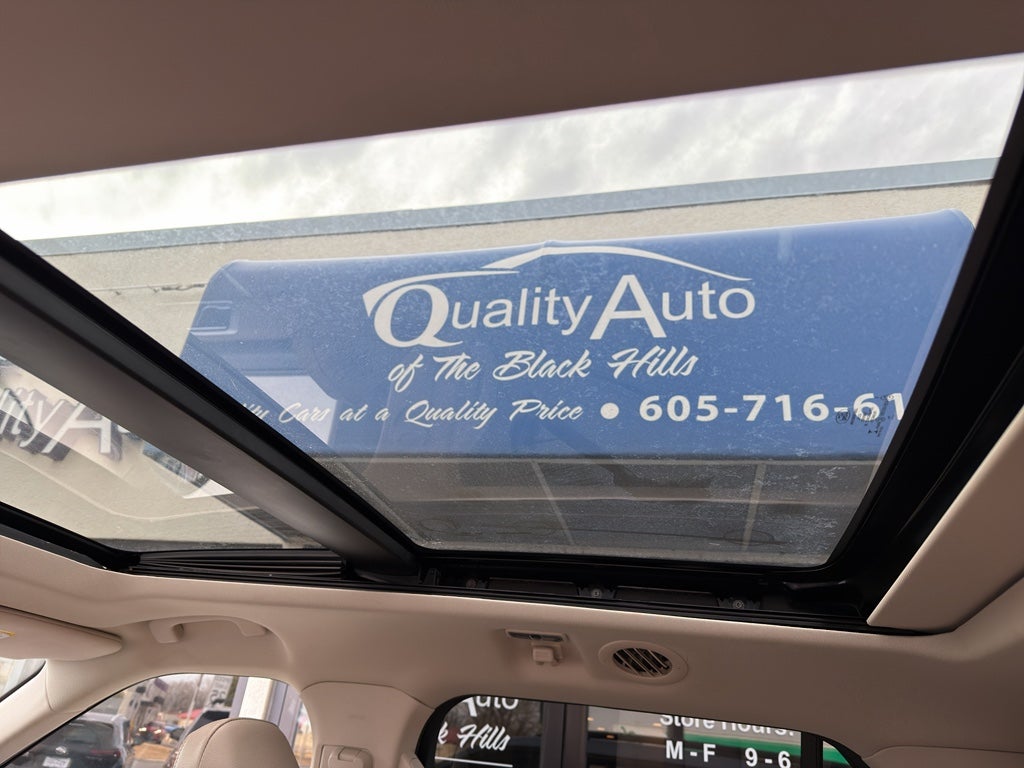 Quality Auto
of The Black Hills
Cars at a Quality Price • 605-716-61
Auto
Hills
Store Hours:
M-F 9-6